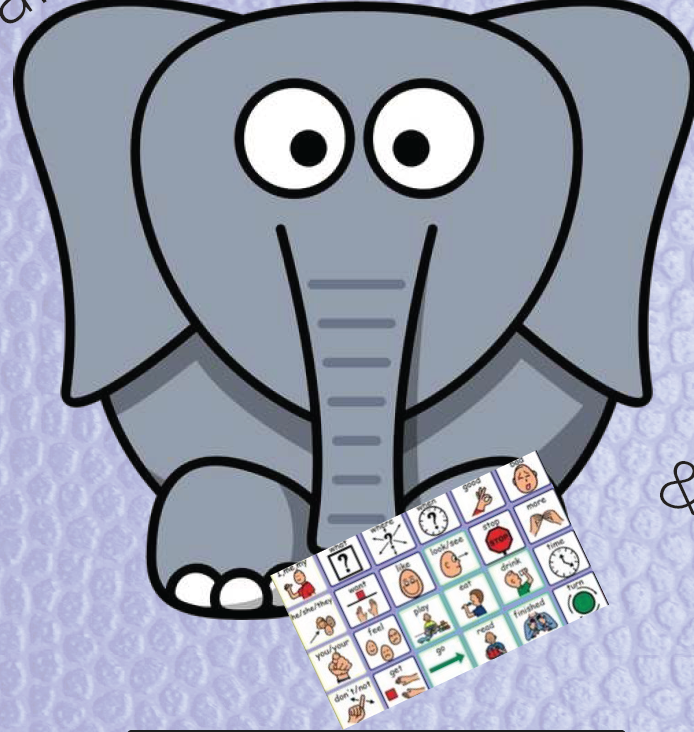 I, me, my what where when good bad
he/she/they want like look/see stop more
you/your feel play eat drink time
don't/not get go read finished turn
&